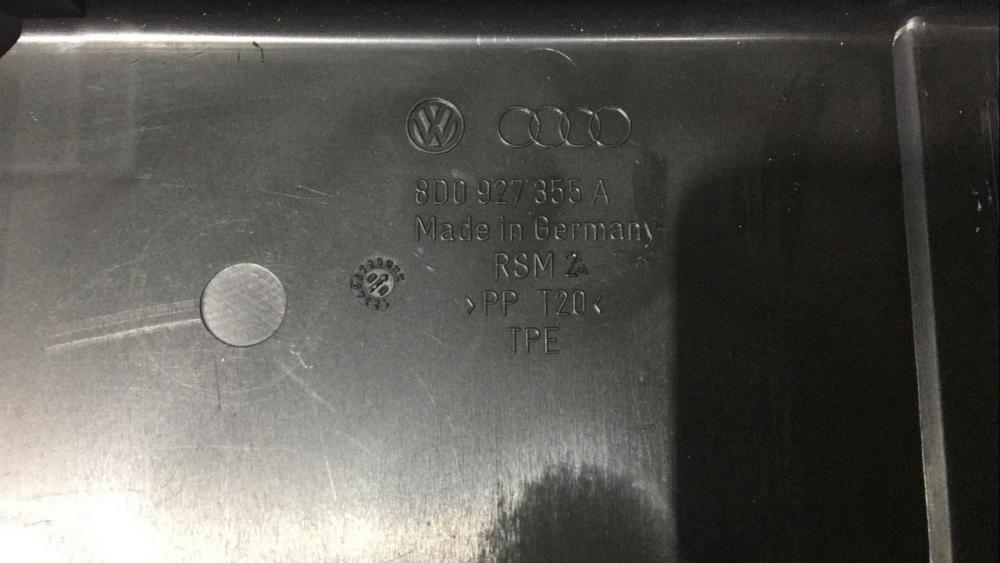 8D0 927 355 A
Made in Germany
RSM 2
>PP T20<
TPE